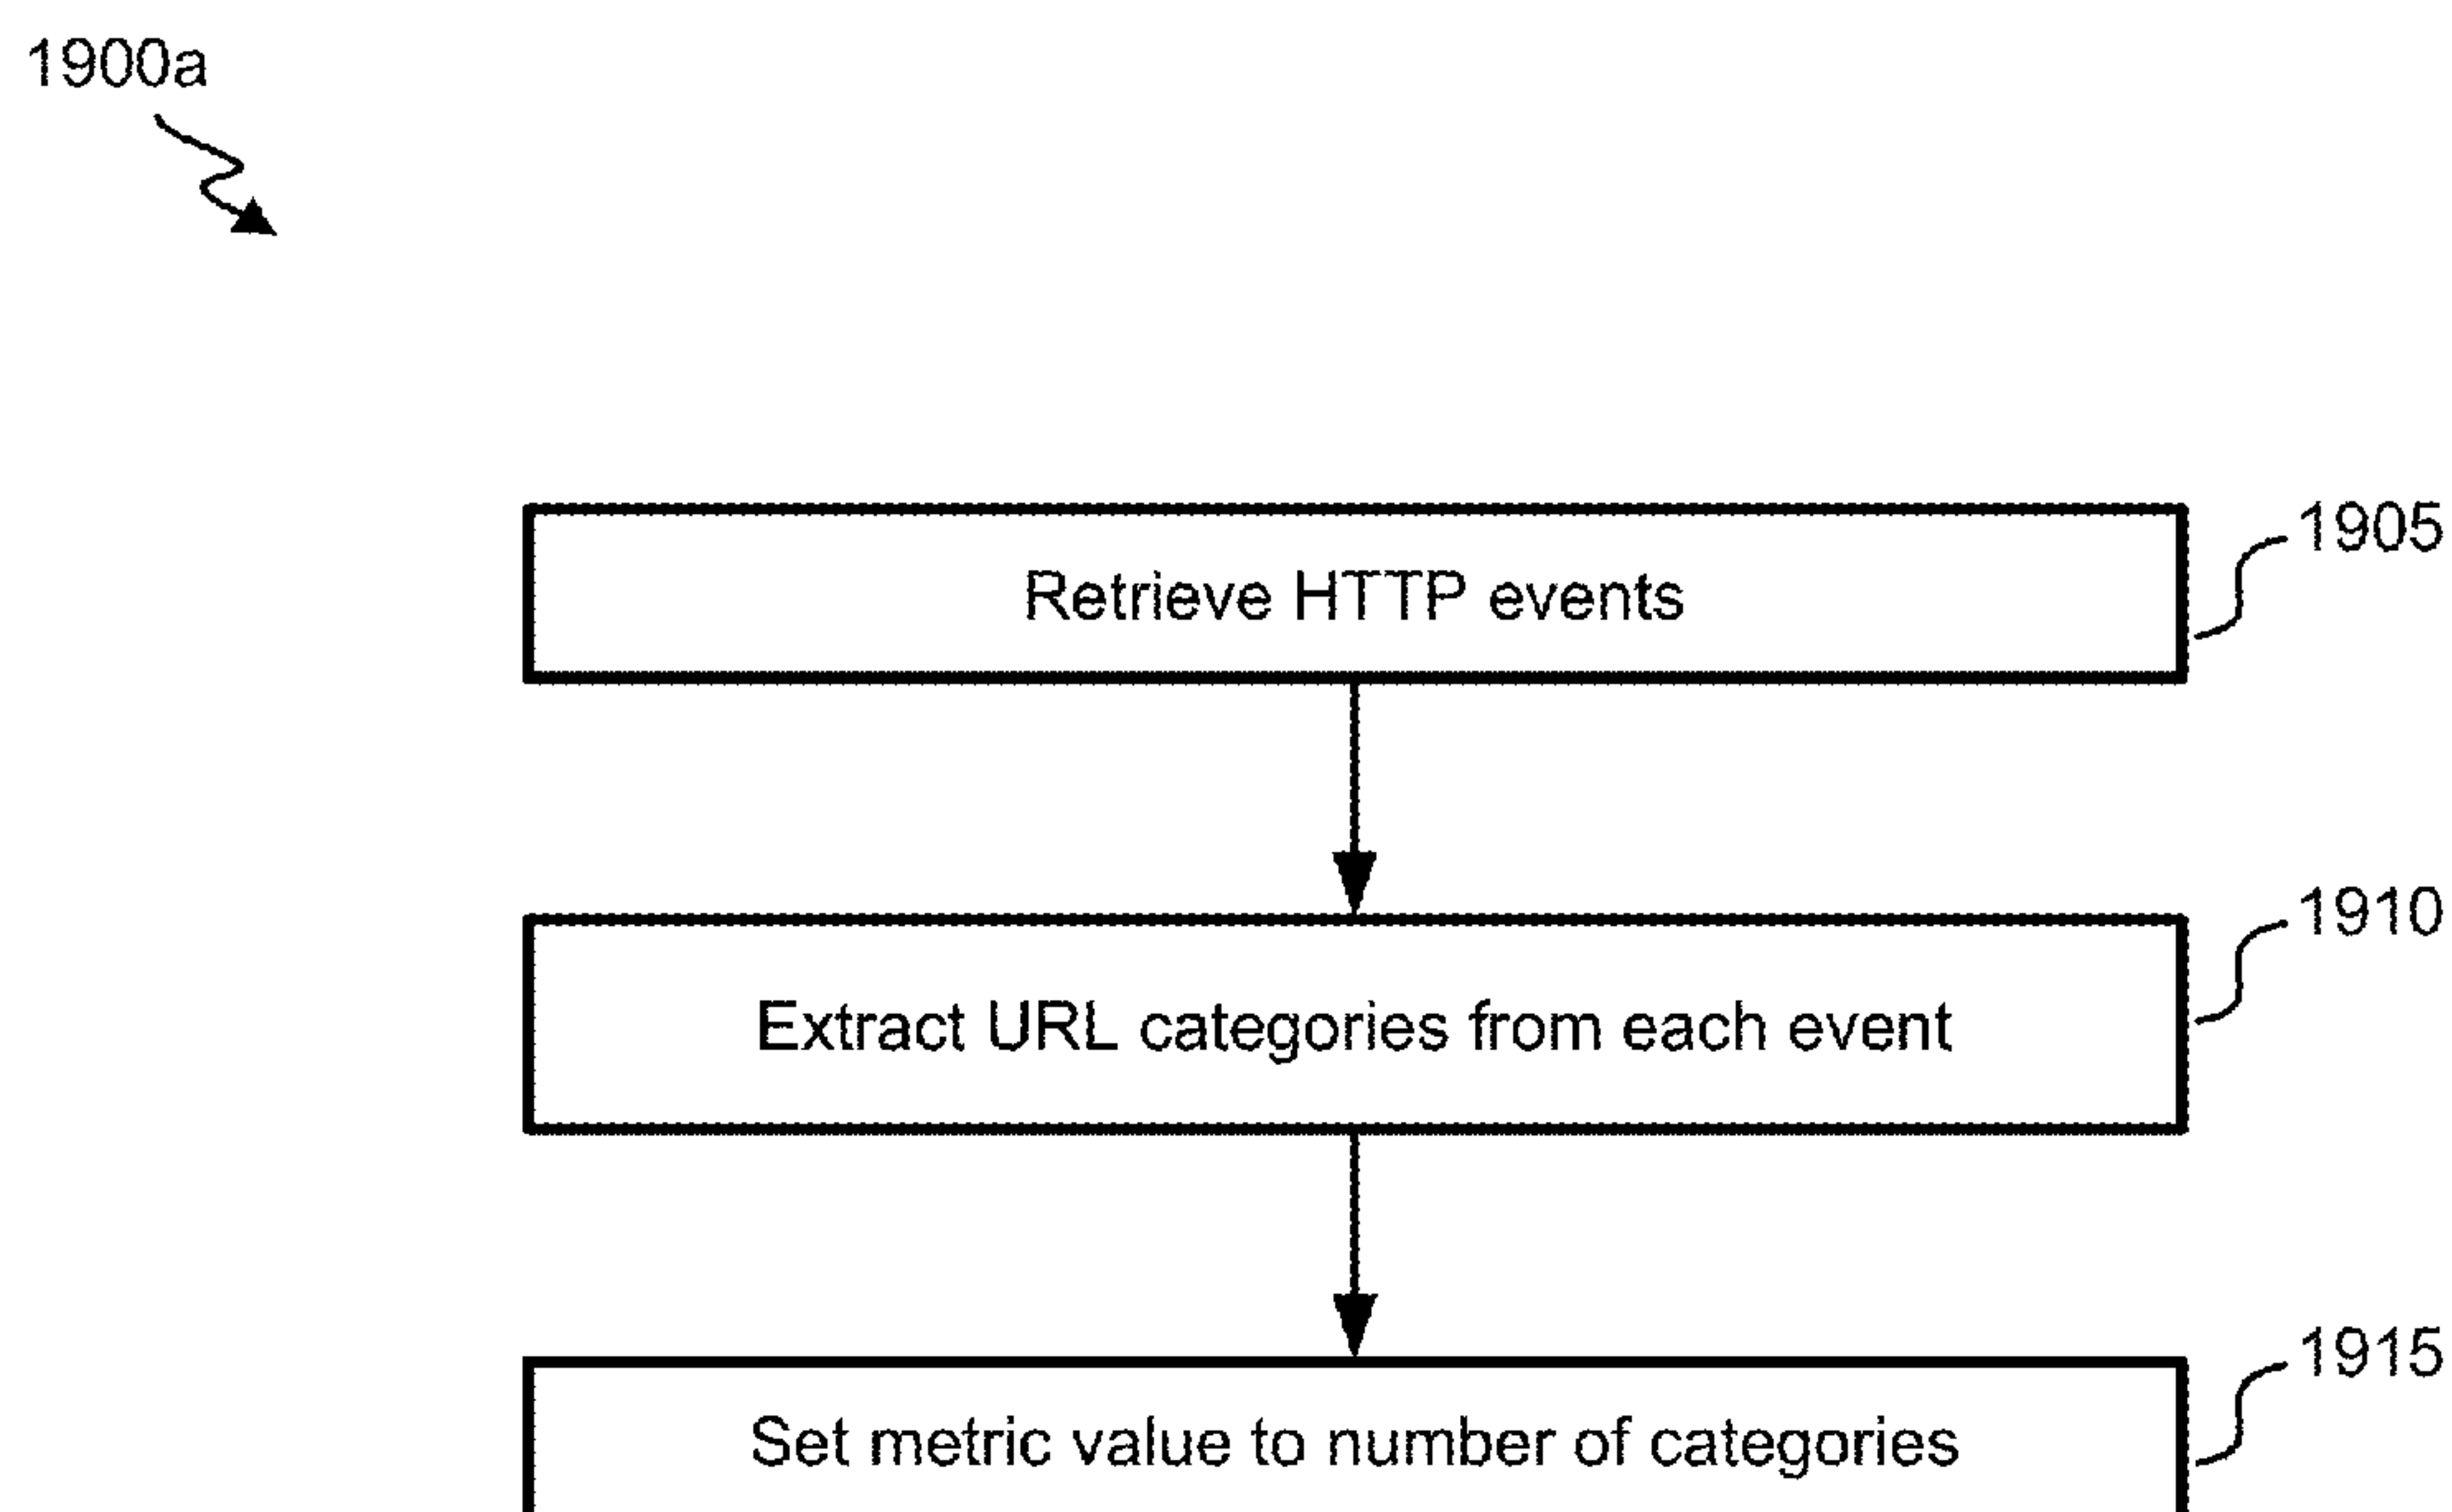 1900a
1905
Retrieve HTTP events
1910
Extract URL categories from each event
1915
Set metric value to number of categories